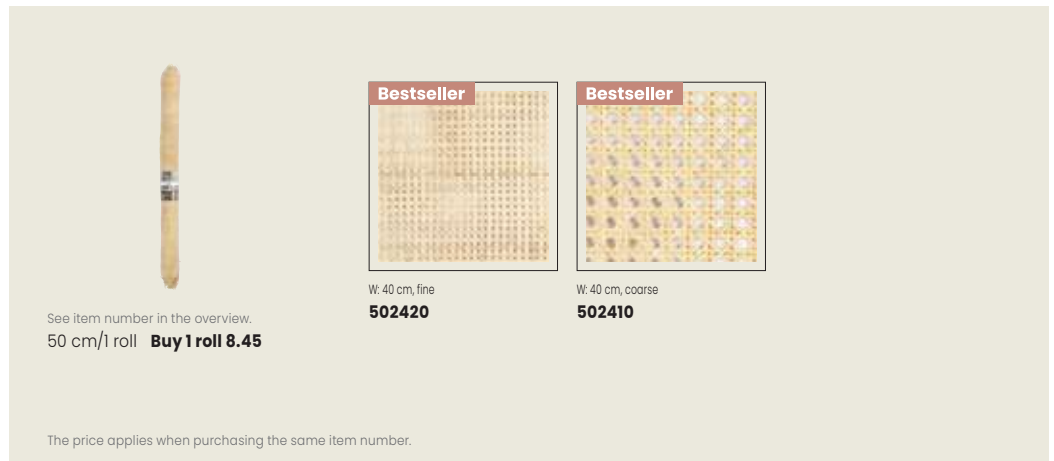 Bestseller
Bestseller
W: 40 cm, fine
502420
W: 40 cm, coarse
502410
See item number in the overview.
50 cm/1 roll Buy 1 roll 8.45
The price applies when purchasing the same item number.